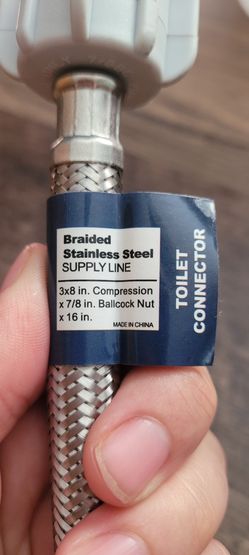 Braided
Stainless Steel
SUPPLY LINE
3x8 in. Compression
x 7/8 in. Ballcock Nut
x 16 in.
MADE IN CHINA
TOILET
CONNECTOR